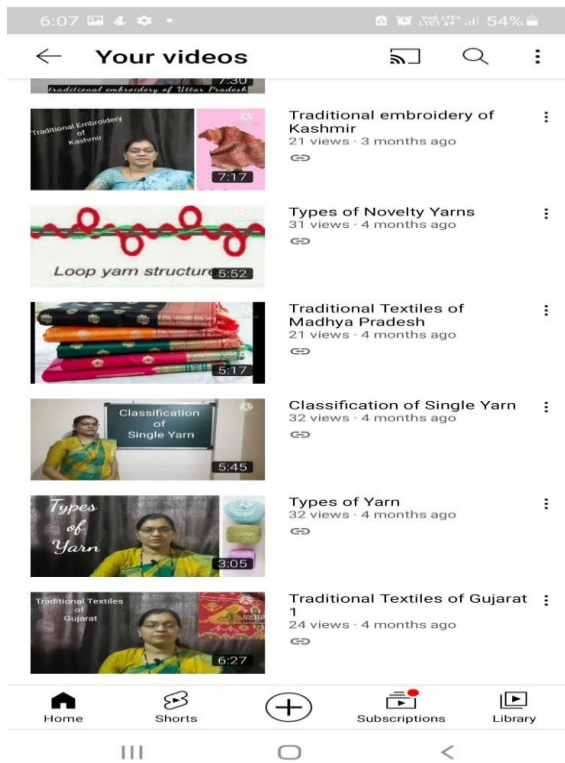 6:07
54%
Your videos
traditional embroidery of Uttar Pradesh
7:30
Traditional Embroidery
of
Kashmir
7:17
Traditional embroidery of
Kashmir
21 views · 3 months ago
Loop yarn structure
5:52
Types of Novelty Yarns
31 views · 4 months ago
5:17
Traditional Textiles of
Madhya Pradesh
21 views · 4 months ago
Classification
of
Single Yarn
5:45
Classification of Single Yarn
32 views · 4 months ago
Types
of
Yarn
3:05
Types of Yarn
32 views · 4 months ago
Traditional Textiles
of
Gujarat
6:27
Traditional Textiles of Gujarat
1
24 views · 4 months ago
Home
Shorts
Subscriptions
Library